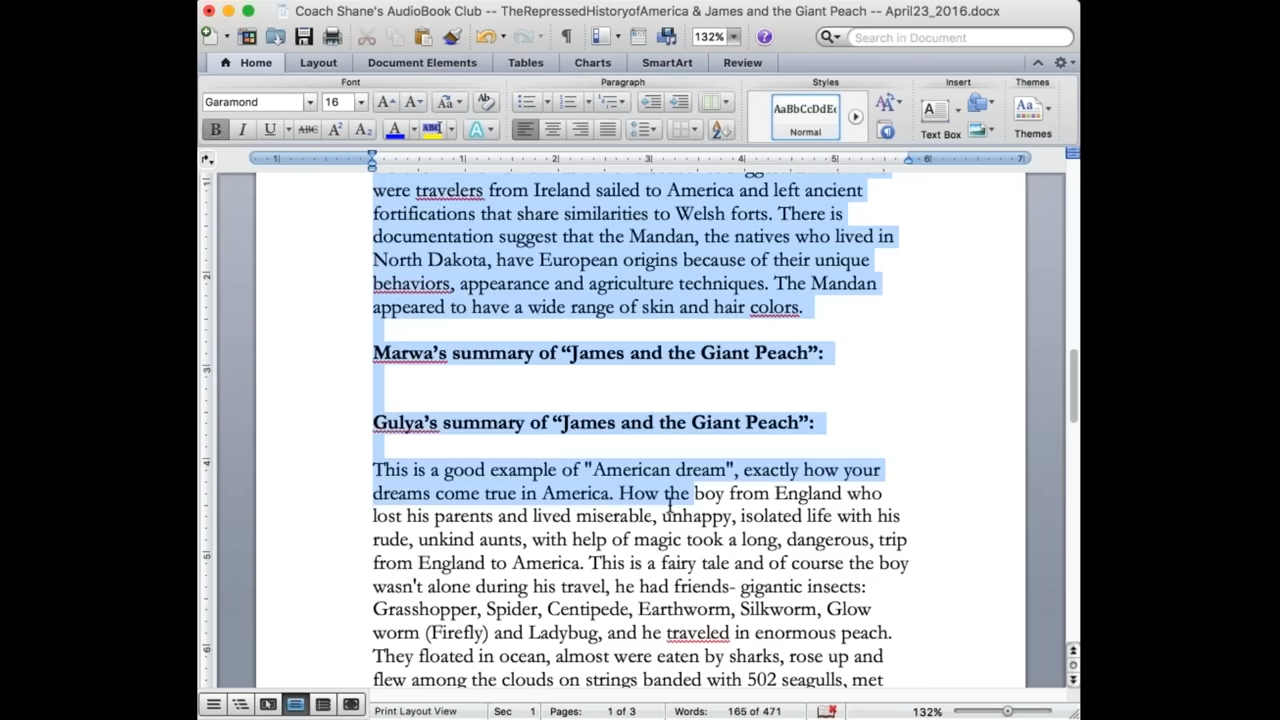 Coach Shane's AudioBook Club -- TheRepressedHistoryofAmerica & James and the Giant Peach -- April23_2016.docx
132%
Search in Document
Home Layout Document Elements Tables Charts SmartArt Review
Font Paragraph Styles Insert Themes
Garamond 16
AaBbCcDdE
Normal
Text Box
Themes
were travelers from Ireland sailed to America and left ancient
fortifications that share similarities to Welsh forts. There is
documentation suggest that the Mandan, the natives who lived in
North Dakota, have European origins because of their unique
behaviors, appearance and agriculture techniques. The Mandan
appeared to have a wide range of skin and hair colors.
Marwa’s summary of “James and the Giant Peach”:
Gulya’s summary of “James and the Giant Peach”:
This is a good example of "American dream", exactly how your
dreams come true in America. How the boy from England who
lost his parents and lived miserable, unhappy, isolated life with his
rude, unkind aunts, with help of magic took a long, dangerous, trip
from England to America. This is a fairy tale and of course the boy
wasn't alone during his travel, he had friends- gigantic insects:
Grasshopper, Spider, Centipede, Earthworm, Silkworm, Glow
worm (Firefly) and Ladybug, and he traveled in enormous peach.
They floated in ocean, almost were eaten by sharks, rose up and
flew among the clouds on strings banded with 502 seagulls, met
Print Layout View Sec 1 Pages: 1 of 3 Words: 165 of 471 132%